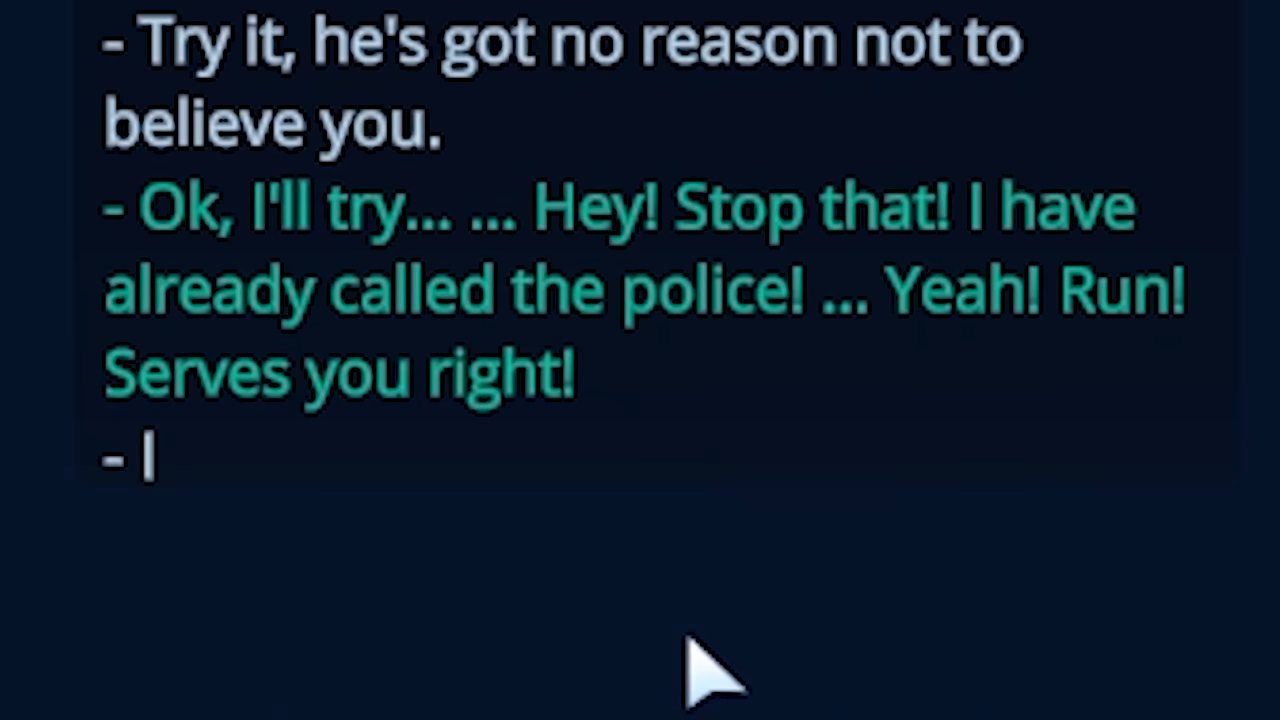 - Try it, he's got no reason not to
believe you.
- Ok, I'll try... ... Hey! Stop that! I have
already called the police! ... Yeah! Run!
Serves you right!
- I